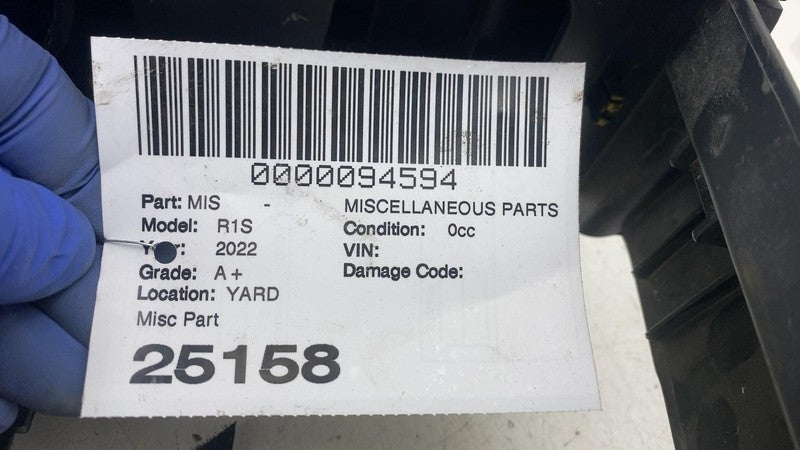 0000094594
Part: MIS - MISCELLANEOUS PARTS
Model: R1S Condition: 0cc
2022 VIN:
Grade: A+ Damage Code:
Location: YARD
Misc Part
25158